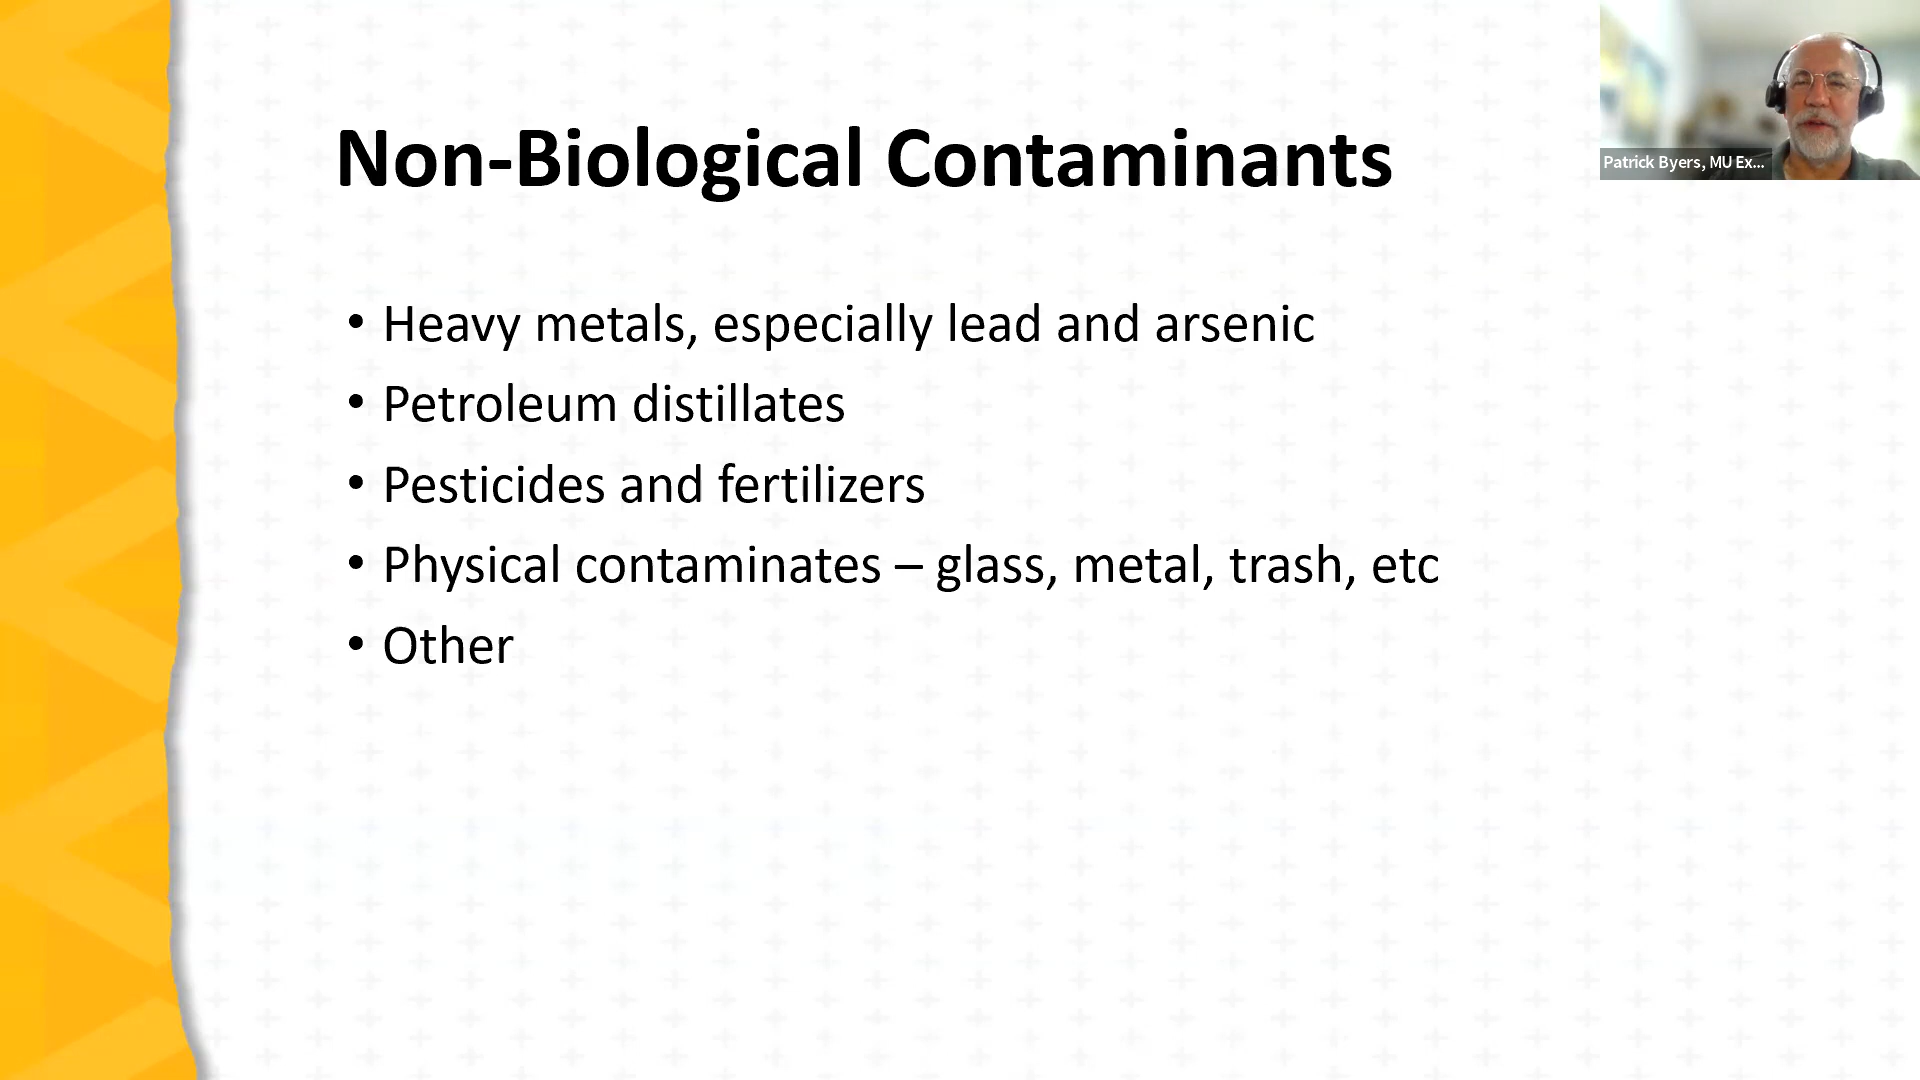 Non-Biological Contaminants
• Heavy metals, especially lead and arsenic
• Petroleum distillates
• Pesticides and fertilizers
• Physical contaminates – glass, metal, trash, etc
• Other
Patrick Byers, MU Ex...